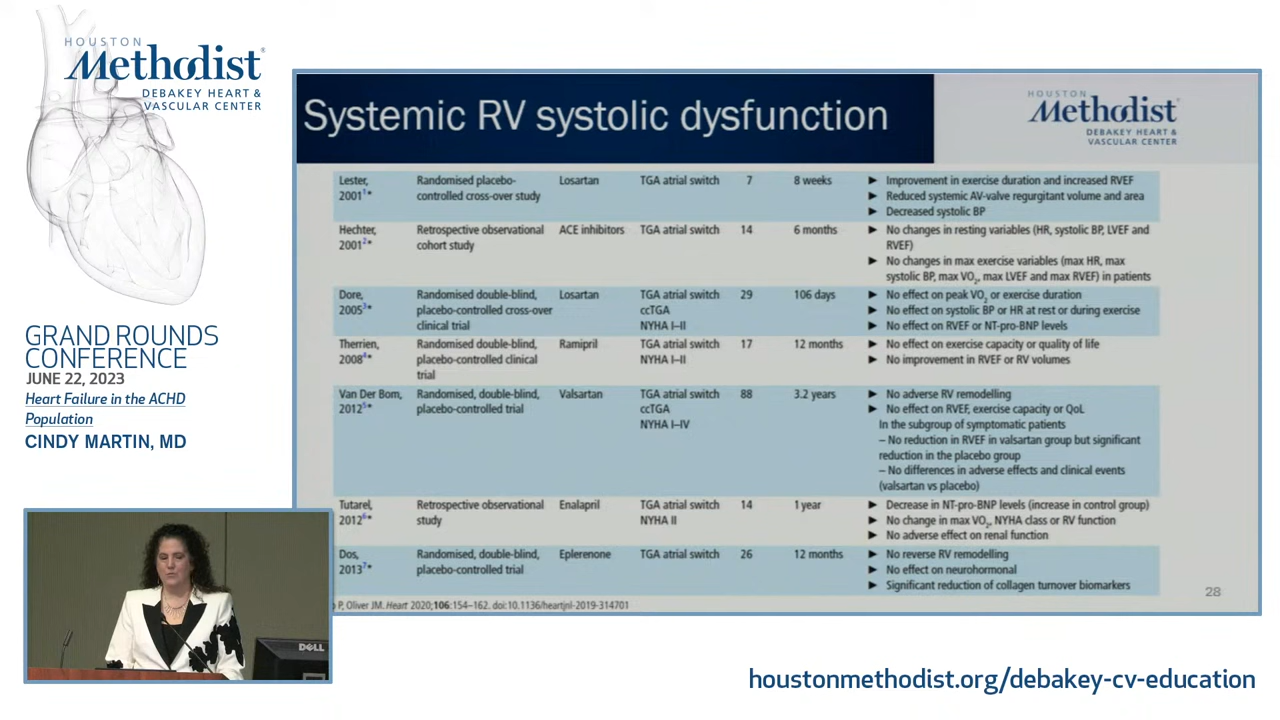 HOUSTON
Methodist®
DEBAKEY HEART &
VASCULAR CENTER
GRAND ROUNDS
CONFERENCE
JUNE 22, 2023
Heart Failure in the ACHD
Population
CINDY MARTIN, MD
Systemic RV systolic dysfunction
HOUSTON
Methodist®
DEBAKEY HEART &
VASCULAR CENTER
Lester, Randomised placebo- Losartan TGA atrial switch 7 8 weeks ► Improvement in exercise duration and increased RVEF
2001¹* controlled cross-over study ► Reduced systemic AV-valve regurgitant volume and area
► Decreased systolic BP
Hechter, Retrospective observational ACE inhibitors TGA atrial switch 14 6 months ► No changes in resting variables (HR, systolic BP, LVEF and
2001²* cohort study RVEF)
► No changes in max exercise variables (max HR, max
systolic BP, max VO₂, max LVEF and max RVEF) in patients
Dore, Randomised double-blind, Losartan TGA atrial switch 29 106 days ► No effect on peak VO₂ or exercise duration
2005³* placebo-controlled cross-over ccTGA ► No effect on systolic BP or HR at rest or during exercise
clinical trial NYHA I–II ► No effect on RVEF or NT-pro-BNP levels
Therrien, Randomised, double-blind, Ramipril TGA atrial switch 17 12 months ► No effect on exercise capacity or quality of life
2008⁴* placebo-controlled clinical NYHA I–II ► No improvement in RVEF or RV volumes
trial
Van Der Bom, Randomised, double-blind, Valsartan TGA atrial switch 88 3.2 years ► No adverse RV remodelling
2012⁵* placebo-controlled trial ccTGA ► No effect on RVEF, exercise capacity or QoL
NYHA I–IV In the subgroup of symptomatic patients
– No reduction in RVEF in valsartan group but significant
reduction in the placebo group
– No differences in adverse effects and clinical events
(valsartan vs placebo)
Tutarel, Retrospective observational Enalapril TGA atrial switch 14 1 year ► Decrease in NT-pro-BNP levels (increase in control group)
2012⁶* study NYHA II ► No change in max VO₂, NYHA class or RV function
► No adverse effect on renal function
Dos, Randomised, double-blind, Eplerenone TGA atrial switch 26 12 months ► No reverse RV remodelling
2013⁷* placebo-controlled trial ► No effect on neurohormonal
► Significant reduction of collagen turnover biomarkers
P, Oliver JM. Heart 2020;106:154–162. doi:10.1136/heartjnl-2019-314701
28
DELL
houstonmethodist.org/debakey-cv-education